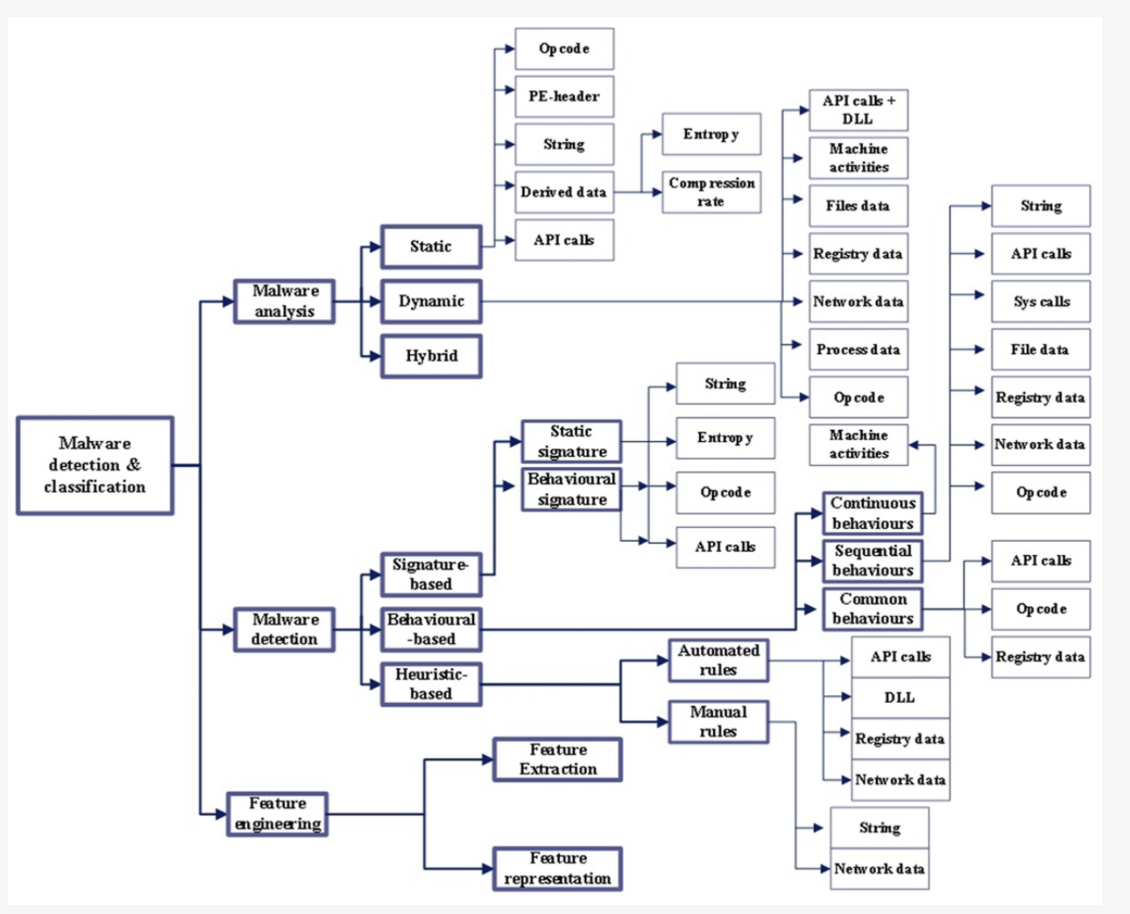 Opcode
PE-header
String
Derived data
API calls
Entropy
Compression
rate
API calls +
DLL
Machine
activities
Files data
Registry data
Network data
Process data
Opcode
Machine
activities
String
API calls
Sys calls
File data
Registry data
Network data
Opcode
Static
Dynamic
Hybrid
Malware
analysis
Malware
detection &
classification
String
Entropy
Opcode
API calls
Static
signature
Behavioural
signature
Continuous
behaviours
Sequential
behaviours
Common
behaviours
API calls
Opcode
Registry data
Signature-
based
Behavioural
-based
Heuristic-
based
Malware
detection
Automated
rules
Manual
rules
API calls
DLL
Registry data
Network data
String
Network data
Feature
Extraction
Feature
engineering
Feature
representation